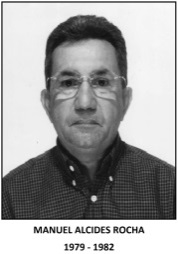 MANUEL ALCIDES ROCHA
1979 - 1982